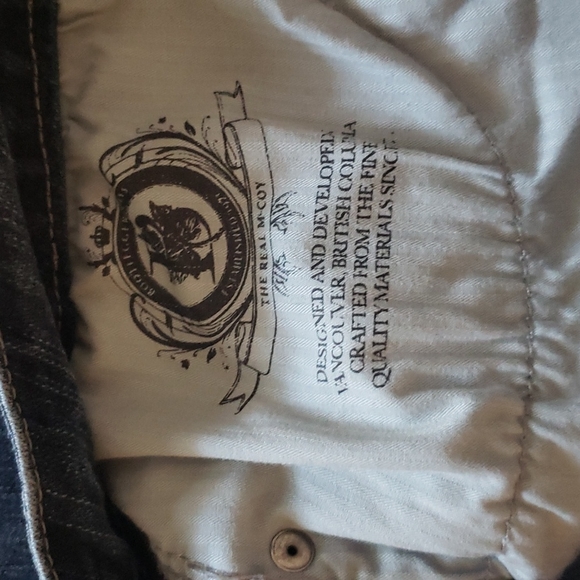 THE REAL McCOY
DESIGNED AND DEVELOPED
VANCOUVER, BRITISH COLU
CRAFTED FROM THE FINE
QUALITY MATERIALS SINCE